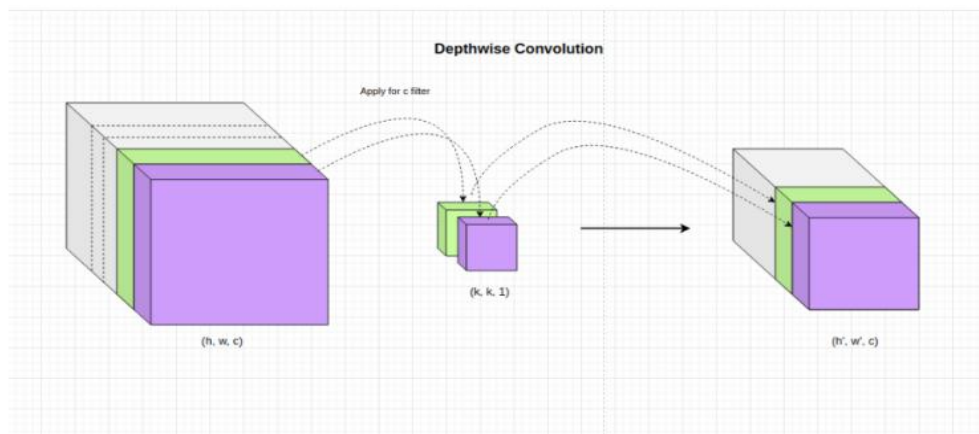 Depthwise Convolution
Apply for c filter
(k, k, 1)
(h, w, c)
(h', w', c)